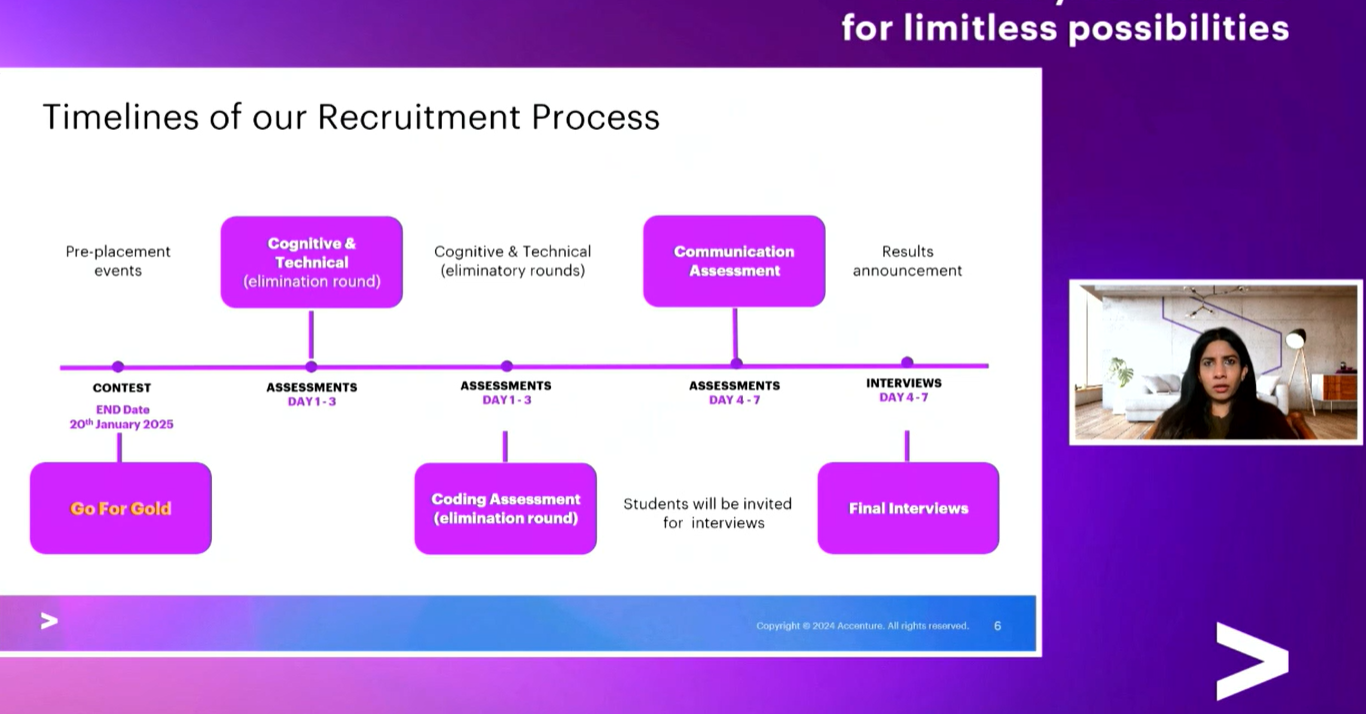 for limitless possibilities
Timelines of our Recruitment Process
Pre-placement
events
Cognitive &
Technical
(elimination round)
Cognitive & Technical
(eliminatory rounds)
Communication
Assessment
Results
announcement
CONTEST
END Date
20th January 2025
ASSESSMENTS
DAY 1 - 3
ASSESSMENTS
DAY 1 - 3
ASSESSMENTS
DAY 4 - 7
INTERVIEWS
DAY 4 - 7
Go For Gold
Coding Assessment
(elimination round)
Students will be invited
for interviews
Final Interviews
>
Copyright © 2024 Accenture. All rights reserved.
6
>